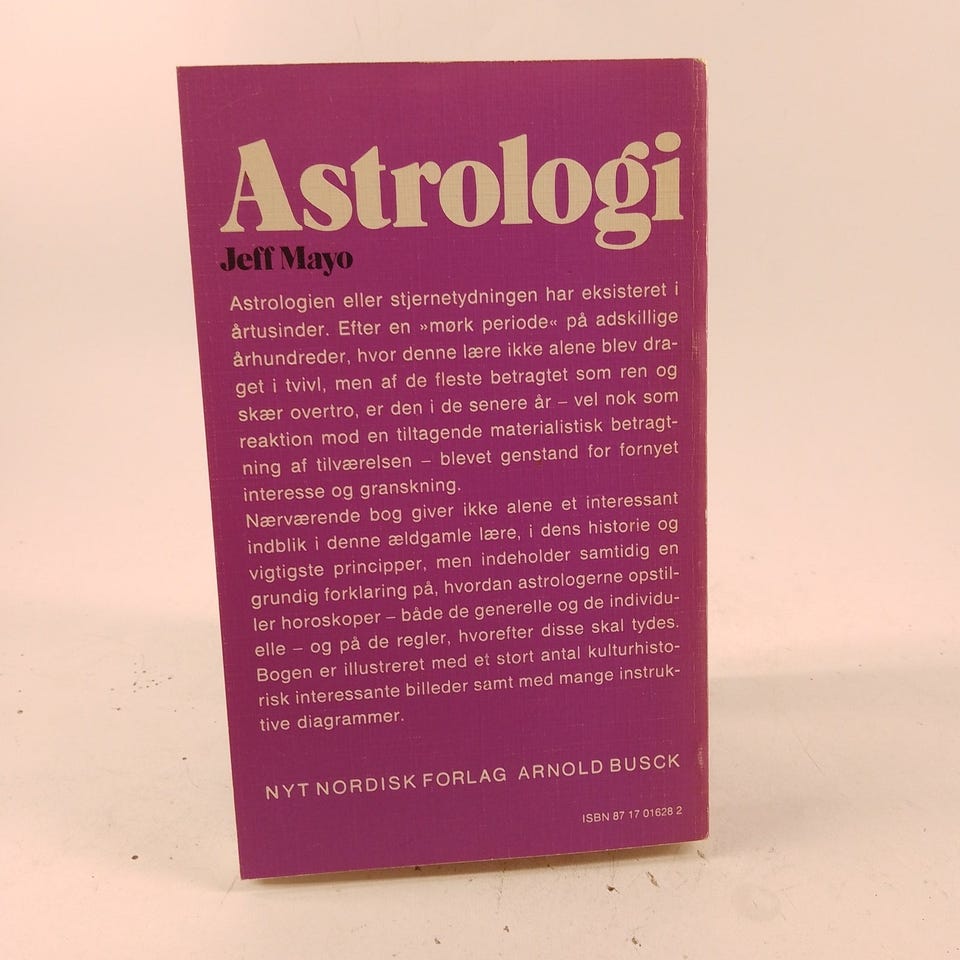 Astrologi
Jeff Mayo
Astrologien eller stjernetydningen har eksisteret i
årtusinder. Efter en »mørk periode« på adskillige
århundreder, hvor denne lære ikke alene blev dra-
get i tvivl, men af de fleste betragtet som ren og
skær overtro, er den i de senere år – vel nok som
reaktion mod en tiltagende materialistisk betragt-
ning af tilværelsen – blevet genstand for fornyet
interesse og granskning.
Nærværende bog giver ikke alene et interessant
indblik i denne ældgamle lære, i dens historie og
vigtigste principper, men indeholder samtidig en
grundig forklaring på, hvordan astrologerne opstil-
ler horoskoper – både de generelle og de individu-
elle – og på de regler, hvorefter disse skal tydes.
Bogen er illustreret med et stort antal kulturhisto-
risk interessante billeder samt med mange instruk-
tive diagrammer.
NYT NORDISK FORLAG ARNOLD BUSCK
ISBN 87 17 01628 2